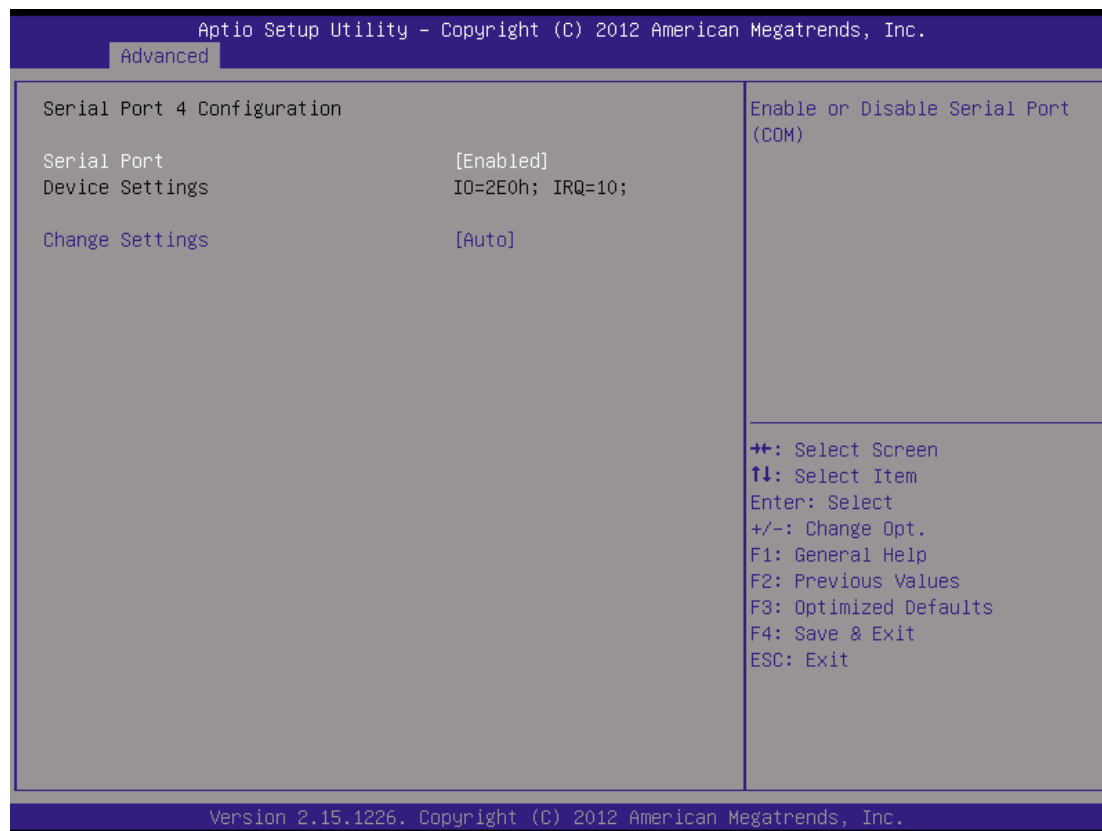 Aptio Setup Utility – Copyright (C) 2012 American Megatrends, Inc.
Advanced
Serial Port 4 Configuration
Serial Port [Enabled]
Device Settings IO=2E0h; IRQ=10;
Change Settings [Auto]
Enable or Disable Serial Port
(COM)
→←: Select Screen
↑↓: Select Item
Enter: Select
+/-: Change Opt.
F1: General Help
F2: Previous Values
F3: Optimized Defaults
F4: Save & Exit
ESC: Exit
Version 2.15.1226. Copyright (C) 2012 American Megatrends, Inc.